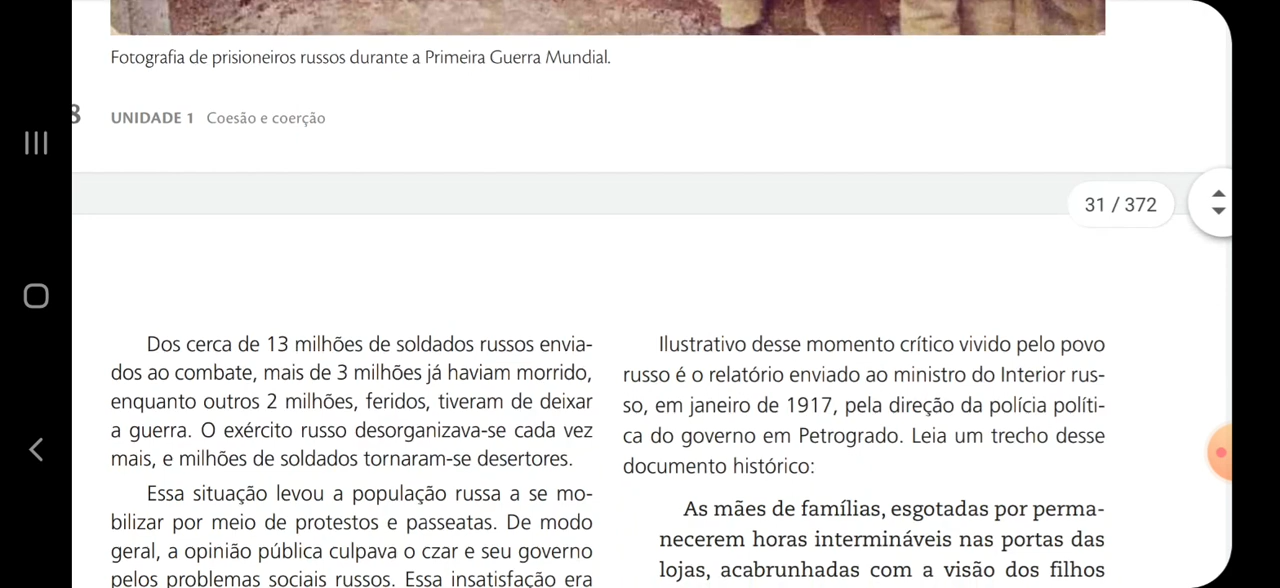 Fotografia de prisioneiros russos durante a Primeira Guerra Mundial.
8 UNIDADE 1 Coesão e coerção
31 / 372
Dos cerca de 13 milhões de soldados russos envia-
dos ao combate, mais de 3 milhões já haviam morrido,
enquanto outros 2 milhões, feridos, tiveram de deixar
a guerra. O exército russo desorganizava-se cada vez
mais, e milhões de soldados tornaram-se desertores.
Essa situação levou a população russa a se mo-
bilizar por meio de protestos e passeatas. De modo
geral, a opinião pública culpava o czar e seu governo
pelos problemas sociais russos. Essa insatisfação era
Ilustrativo desse momento crítico vivido pelo povo
russo é o relatório enviado ao ministro do Interior rus-
so, em janeiro de 1917, pela direção da polícia políti-
ca do governo em Petrogrado. Leia um trecho desse
documento histórico:
As mães de famílias, esgotadas por perma-
necerem horas intermináveis nas portas das
lojas, acabrunhadas com a visão dos filhos